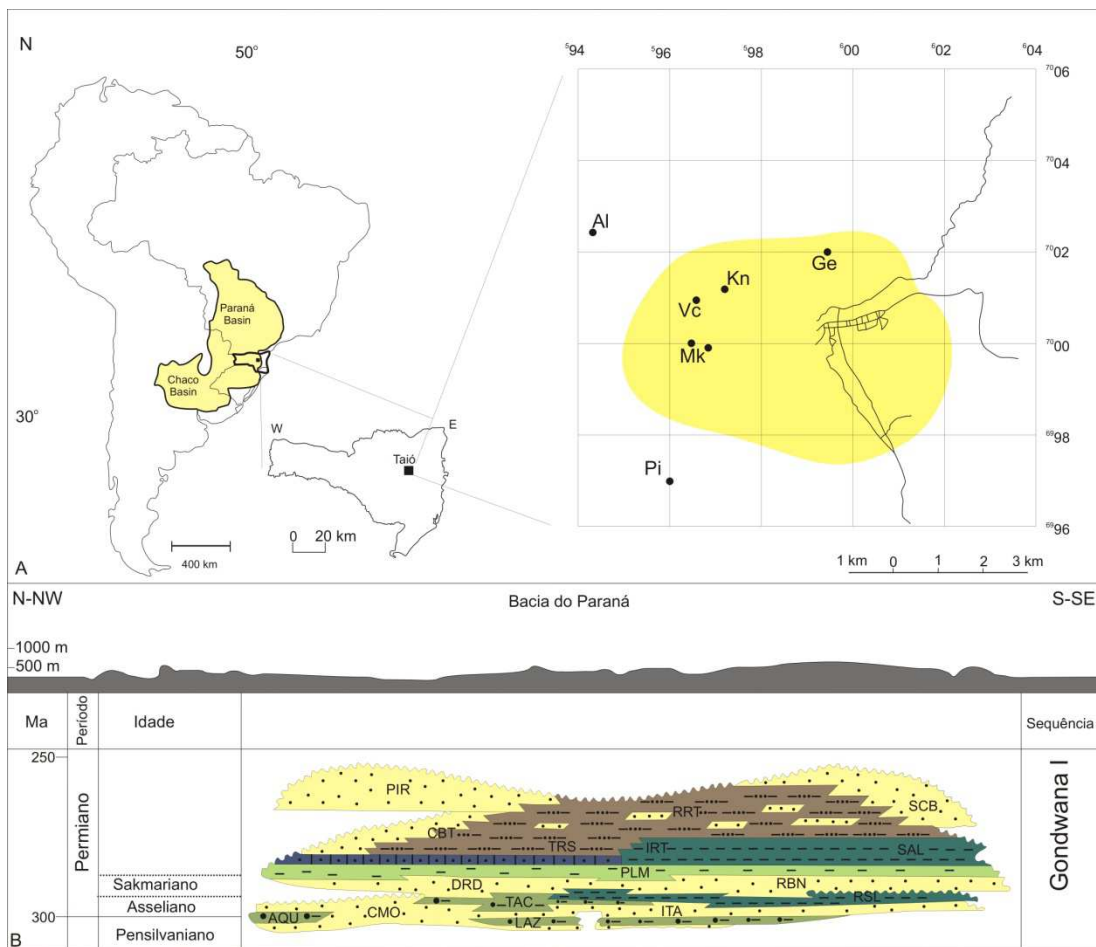 N
50°
⁵94
⁵96
⁵98
⁶00
⁶02
⁶04
⁷⁰06
⁷⁰04
⁷⁰02
⁷⁰00
⁶⁹98
⁶⁹96
Al
Ge
Kn
Vc
Mk
Pi
Paraná
Basin
Chaco
Basin
30°
W
E
Taió
0 20 km
400 km
1 km 0 1 2 3 km
A
N-NW
Bacia do Paraná
S-SE
1000 m
500 m
Ma
Período
Idade
Sequência
250
300
Permiano
Sakmariano
Asseliano
Pensilvaniano
Gondwana I
PIR
SCB
RRT
CBT
TRS
IRT
SAL
PLM
DRD
RBN
TAC
RSL
AQU
CMO
ITA
LAZ
B